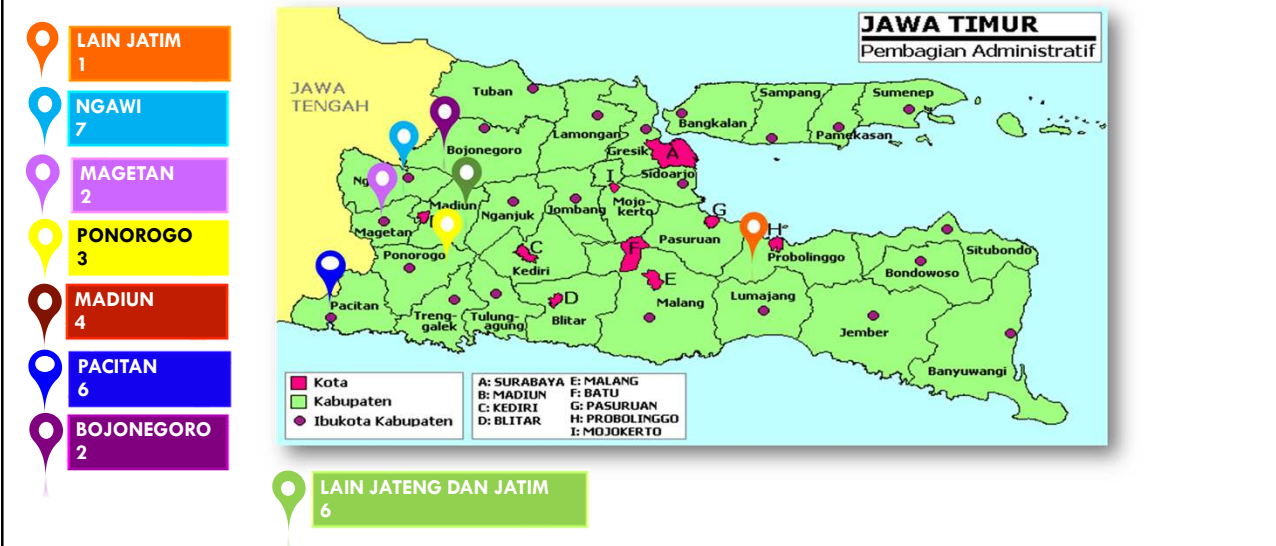 LAIN JATIM
1
NGAWI
7
MAGETAN
2
PONOROGO
3
MADIUN
4
PACITAN
6
BOJONEGORO
2
JAWA TIMUR
Pembagian Administratif
JAWA
TENGAH
Tuban
Bojonegoro
Lamongan
Gresik
A
Bangkalan
Sampang
Pamekasan
Sumenep
Sidoarjo
Ng
Magetan
Madiun
Nganjuk
Jombang
I
Mojo-
kerto
G
Pasuruan
H
Probolinggo
Situbondo
Bondowoso
Ponorogo
C
Kediri
F
E
Malang
Lumajang
Jember
Banyuwangi
Pacitan
Treng-
galek
Tulung-
agung
D
Blitar
Kota
Kabupaten
Ibukota Kabupaten
A: SURABAYA E: MALANG
B: MADIUN F: BATU
C: KEDIRI G: PASURUAN
D: BLITAR H: PROBOLINGGO
I: MOJOKERTO
LAIN JATENG DAN JATIM
6